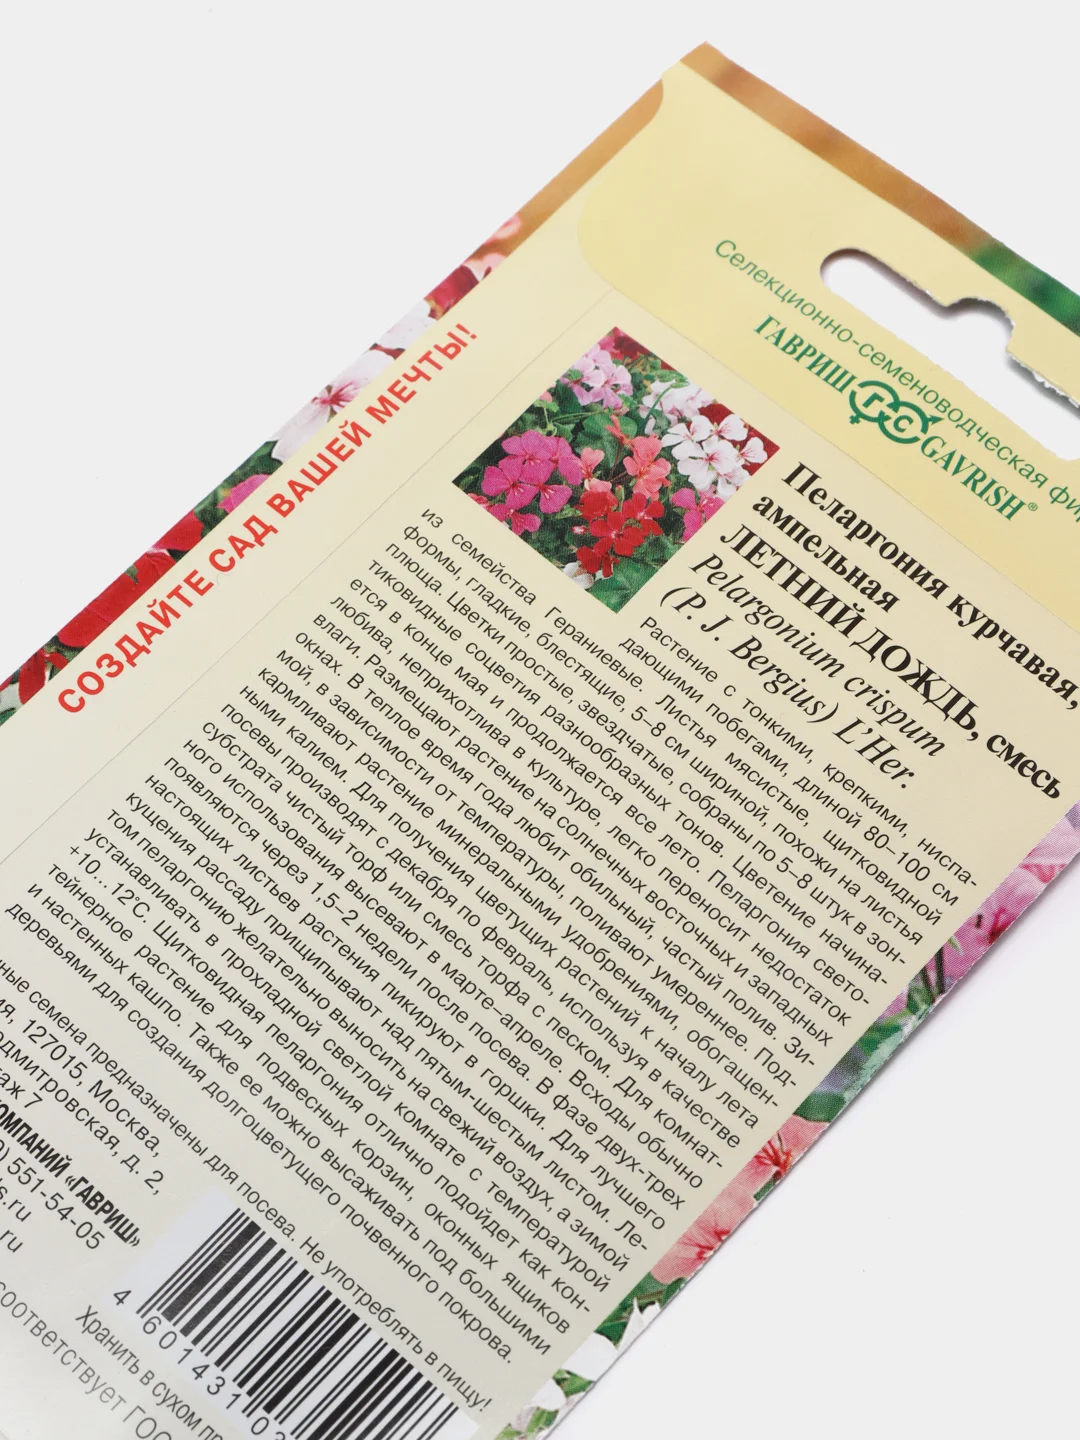 Селекционно-семеноводческая
ГАВРИШ ГС GAVRISH®
СОЗДАЙТЕ САД ВАШЕЙ МЕЧТЫ!
Пеларгония курчавая,
ампельная
ЛЕТНИЙ ДОЖДЬ, смесь
Pelargonium crispum
(P. J. Bergius) L'Her.
Растение с тонкими, крепкими, ниспа-
дающими побегами, длиной 80–100 см
из семейства Гераниевые. Листья мясистые, щитковидной
формы, гладкие, блестящие, 5–8 см шириной, похожи на листья
плюща. Цветки простые, звездчатые, собраны по 5–8 штук в зон-
тиковидные соцветия разнообразных тонов. Цветение начина-
ется в конце мая и продолжается все лето. Пеларгония свето-
любива, неприхотлива в культуре, легко переносит недостаток
влаги. Размещают растение на солнечных восточных и западных
окнах. В теплое время года любит обильный, частый полив. Зи-
мой, в зависимости от температуры, поливают умереннее. Под-
кармливают растение минеральными удобрениями, обогащен-
ными калием. Для получения цветущих растений к началу лета
посевы производят с декабря по февраль, используя в качестве
субстрата чистый торф или смесь торфа с песком. Для комнат-
ного использования высевают в марте–апреле. Всходы обычно
появляются через 1,5–2 недели после посева. В фазе двух-трех
настоящих листьев растения пикируют в горшки. Для лучшего
кущения рассаду прищипывают над пятым-шестым листом. Ле-
том пеларгонию желательно выносить на свежий воздух, а зимой
устанавливать в прохладной светлой комнате с температурой
+10...12°С. Щитковидная пеларгония отлично подойдет как кон-
тейнерное растение для подвесных корзин, оконных ящиков
и настенных кашпо. Также ее можно высаживать под большими
деревьями для создания долгоцветущего почвенного покрова.
семена предназначены для посева. Не употреблять в пищу!
127015, Москва,
д. 2,
7
«ГАВРИШ»
551-54-05
.ru
.ru
Хранить в сухом
соответствует
4 601431 0